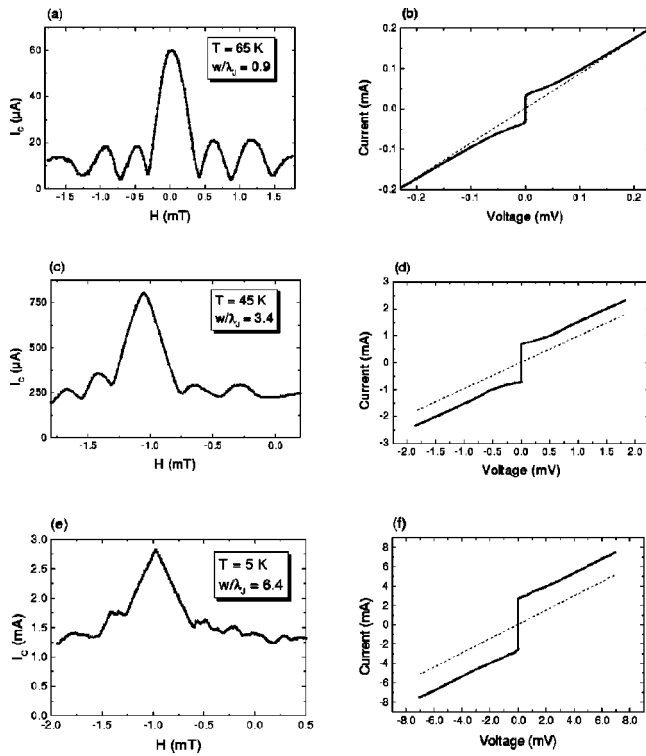 (a)
T = 65 K
w/λJ = 0.9
60
40
20
0
Ic (µA)
-1.5 -1.0 -0.5 0.0 0.5 1.0 1.5
H (mT)
(b)
0.2
0.1
0.0
-0.1
-0.2
Current (mA)
-0.2 -0.1 0.0 0.1 0.2
Voltage (mV)
(c)
T = 45 K
w/λJ = 3.4
750
500
250
0
Ic (µA)
-1.5 -1.0 -0.5 0.0
H (mT)
(d)
3
2
1
0
-1
-2
-3
Current (mA)
-2.0 -1.5 -1.0 -0.5 0.0 0.5 1.0 1.5 2.0
Voltage (mV)
(e)
T = 5 K
w/λJ = 6.4
3.0
2.5
2.0
1.5
1.0
0.5
0.0
Ic (mA)
-2.0 -1.5 -1.0 -0.5 0.0 0.5
H (mT)
(f)
8
6
4
2
0
-2
-4
-6
-8
Current (mA)
-8.0 -6.0 -4.0 -2.0 0.0 2.0 4.0 6.0 8.0
Voltage (mV)